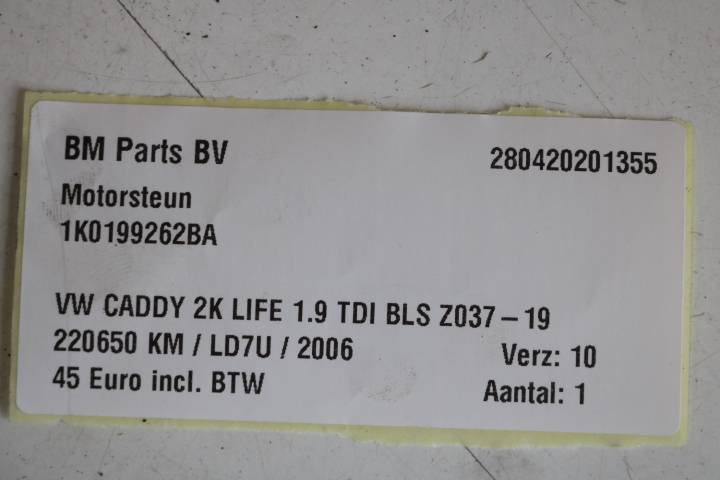 BM Parts BV 280420201355
Motorsteun
1K0199262BA
VW CADDY 2K LIFE 1.9 TDI BLS Z037-19
220650 KM / LD7U / 2006 Verz: 10
45 Euro incl. BTW Aantal: 1